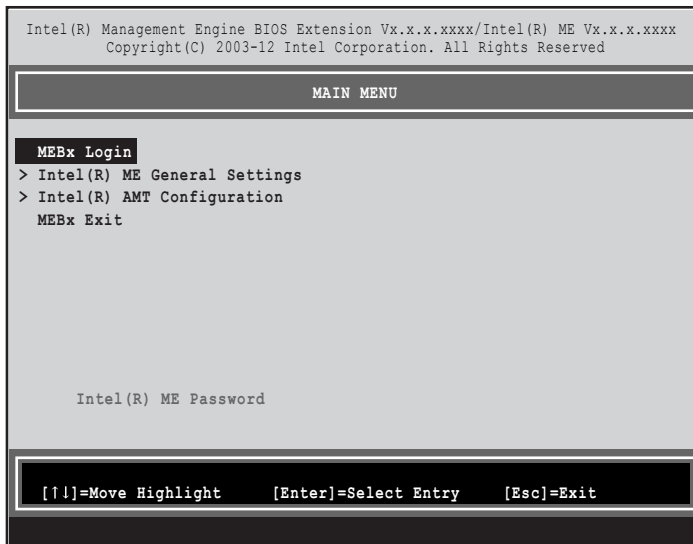 Intel(R) Management Engine BIOS Extension Vx.x.x.xxxx/Intel(R) ME Vx.x.x.xxxx
Copyright(C) 2003-12 Intel Corporation. All Rights Reserved
MAIN MENU
MEBx Login
> Intel(R) ME General Settings
> Intel(R) AMT Configuration
MEBx Exit
Intel(R) ME Password
[↑↓]=Move Highlight [Enter]=Select Entry [Esc]=Exit